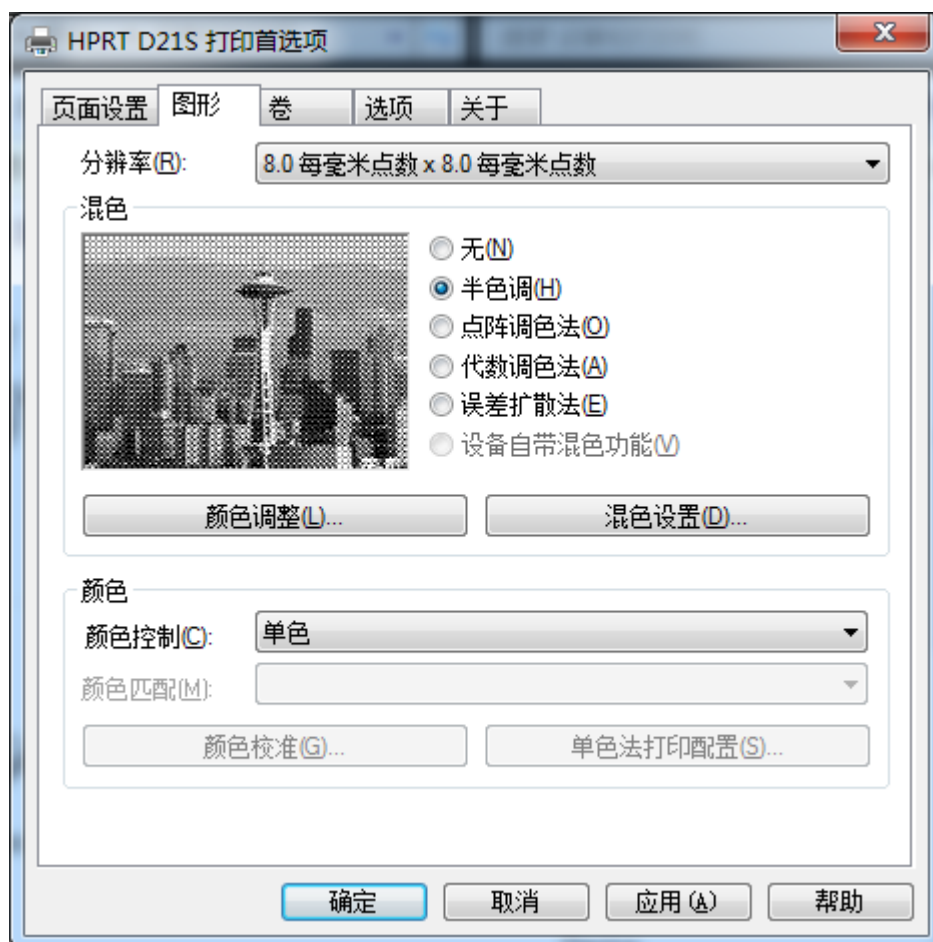 HPRT D21S 打印首选项
页面设置 图形 卷 选项 关于
分辨率(R): 8.0 每毫米点数 x 8.0 每毫米点数
混色
无(N)
半色调(H)
点阵调色法(O)
代数调色法(A)
误差扩散法(E)
设备自带混色功能(V)
颜色调整(L)... 混色设置(D)...
颜色
颜色控制(C): 单色
颜色匹配(M):
颜色校准(G)... 单色法打印配置(S)...
确定 取消 应用(A) 帮助